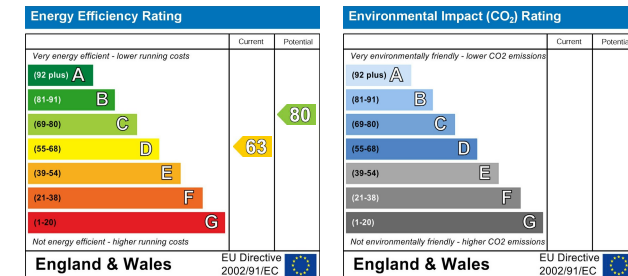 Energy Efficiency Rating
Current Potential
Very energy efficient - lower running costs
(92 plus) A
(81-91) B
(69-80) C
(55-68) D
(39-54) E
(21-38) F
(1-20) G
63
80
Not energy efficient - higher running costs
England & Wales
EU Directive
2002/91/EC
Environmental Impact (CO₂) Rating
Current Potential
Very environmentally friendly - lower CO2 emissions
(92 plus) A
(81-91) B
(69-80) C
(55-68) D
(39-54) E
(21-38) F
(1-20) G
Not environmentally friendly - higher CO2 emissions
England & Wales
EU Directive
2002/91/EC